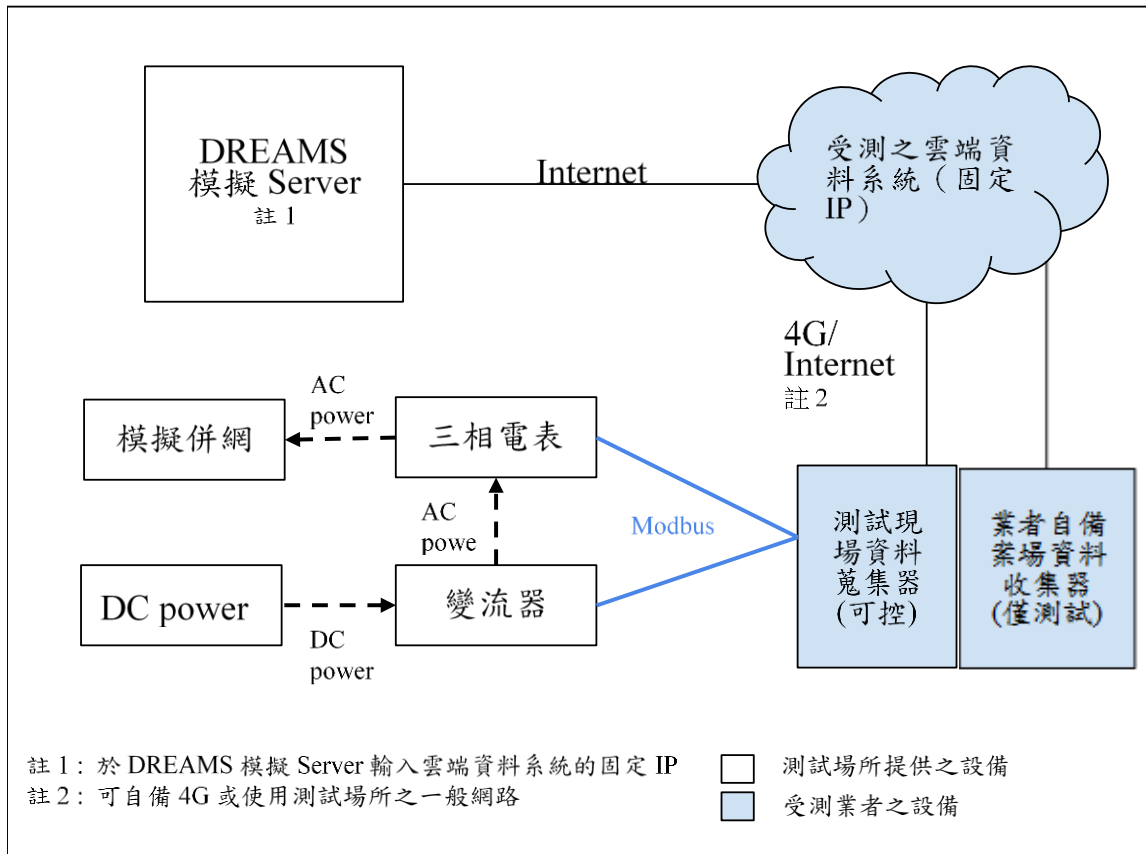 DREAMS
模擬 Server
註 1
Internet
受測之雲端資
料系統（固定
IP）
4G/
Internet
註 2
AC
power
模擬併網
三相電表
AC
powe
Modbus
DC power
DC
power
變流器
測試現
場資料
蒐集器
(可控)
業者自備
案場資料
收集器
(僅測試)
註 1：於 DREAMS 模擬 Server 輸入雲端資料系統的固定 IP
註 2：可自備 4G 或使用測試場所之一般網路
測試場所提供之設備
受測業者之設備